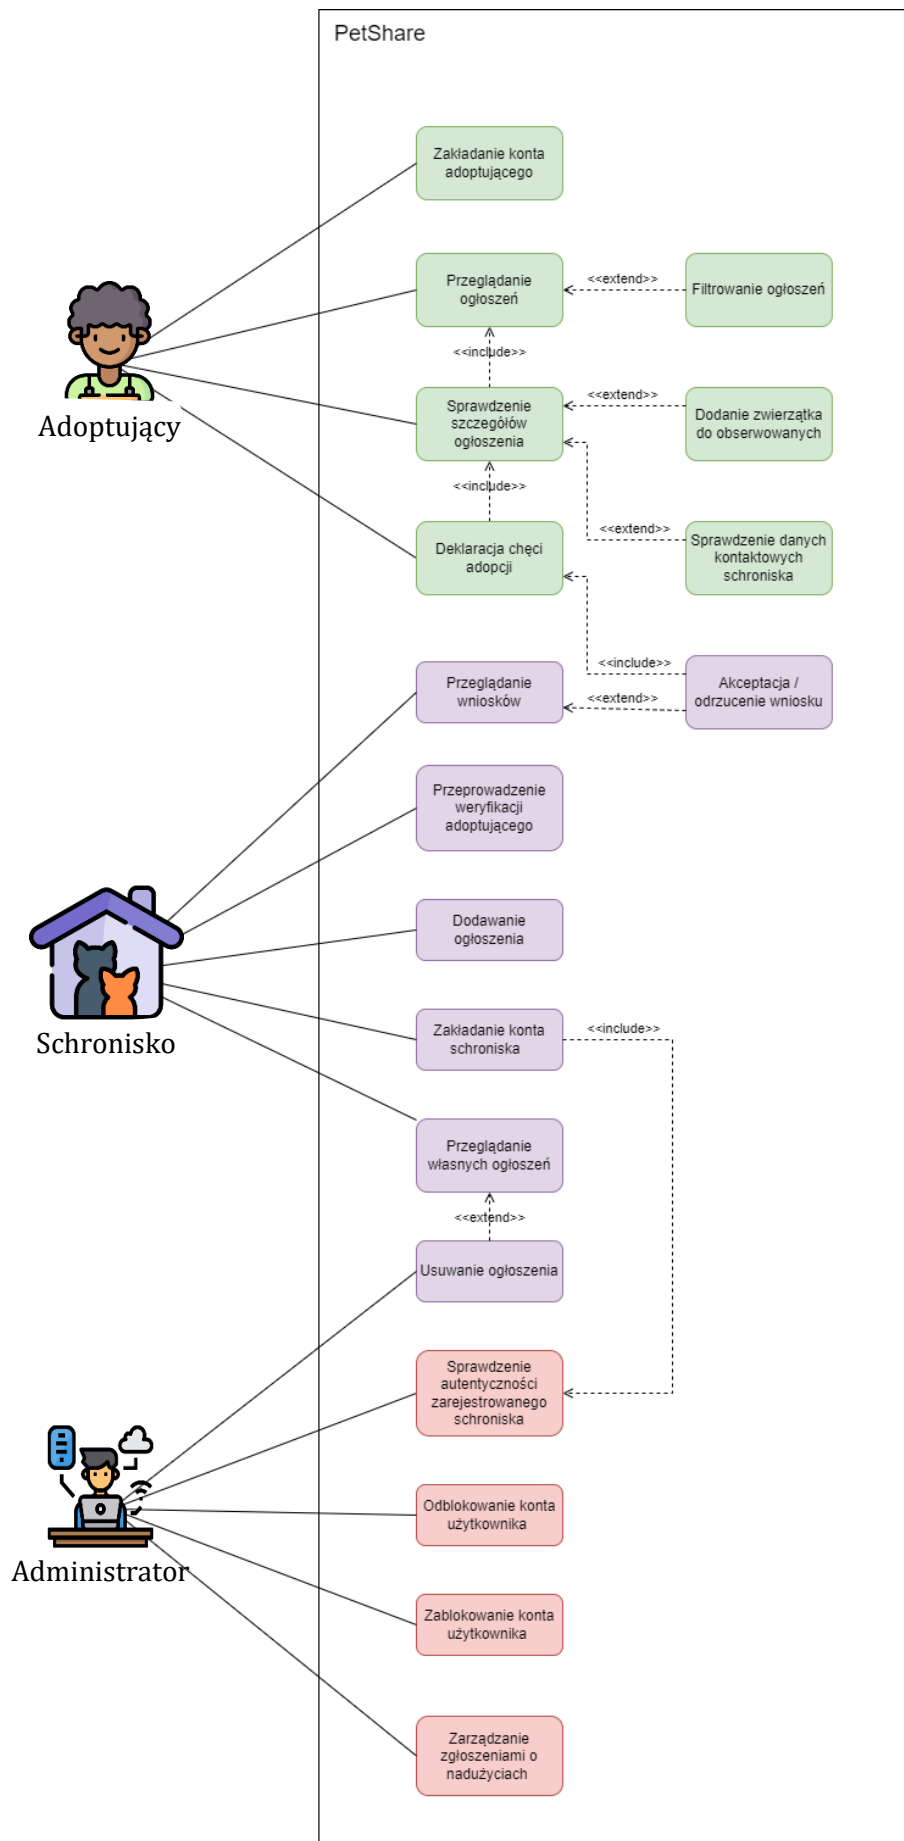 PetShare
Zakładanie konta
adoptującego
Przeglądanie
ogłoszeń
<<extend>>
Filtrowanie ogłoszeń
<<include>>
Adoptujący
Sprawdzenie
szczegółów
ogłoszenia
<<extend>>
Dodanie zwierzątka
do obserwowanych
<<include>>
<<extend>>
Deklaracja chęci
adopcji
Sprawdzenie danych
kontaktowych
schroniska
<<include>>
Przeglądanie
wniosków
<<extend>>
Akceptacja /
odrzucenie wniosku
Przeprowadzenie
weryfikacji
adoptującego
Dodawanie
ogłoszenia
Schronisko
Zakładanie konta
schroniska
<<include>>
Przeglądanie
własnych ogłoszeń
<<extend>>
Usuwanie ogłoszenia
Sprawdzenie
autentyczności
zarejestrowanego
schroniska
Odblokowanie konta
użytkownika
Administrator
Zablokowanie konta
użytkownika
Zarządzanie
zgłoszeniami o
nadużyciach